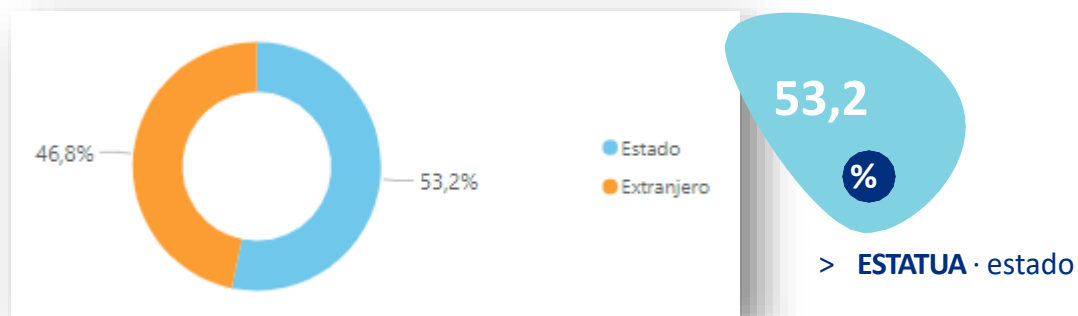 46,8%
53,2%
Estado
Extranjero
53,2
%
> ESTATUA · estado